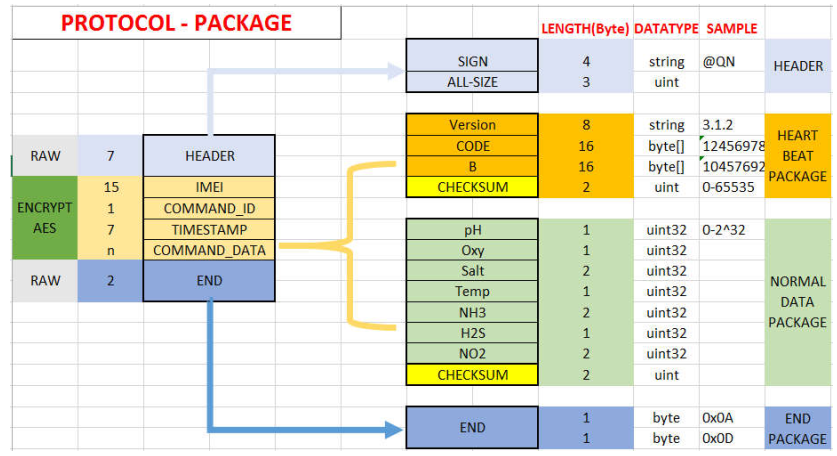 PROTOCOL - PACKAGE
LENGTH(Byte) DATATYPE SAMPLE
SIGN 4 string @QN
ALL-SIZE 3 uint
HEADER
Version 8 string 3.1.2
CODE 16 byte[] 12456978
B 16 byte[] 10457692
CHECKSUM 2 uint 0-65535
HEART
BEAT
PACKAGE
RAW 7 HEADER
ENCRYPT
AES
15 IMEI
1 COMMAND_ID
7 TIMESTAMP
n COMMAND_DATA
RAW 2 END
pH 1 uint32 0-2^32
Oxy 1 uint32
Salt 2 uint32
Temp 1 uint32
NH3 2 uint32
H2S 1 uint32
NO2 2 uint32
CHECKSUM 2 uint
NORMAL
DATA
PACKAGE
END
1 byte 0x0A
1 byte 0x0D
END
PACKAGE